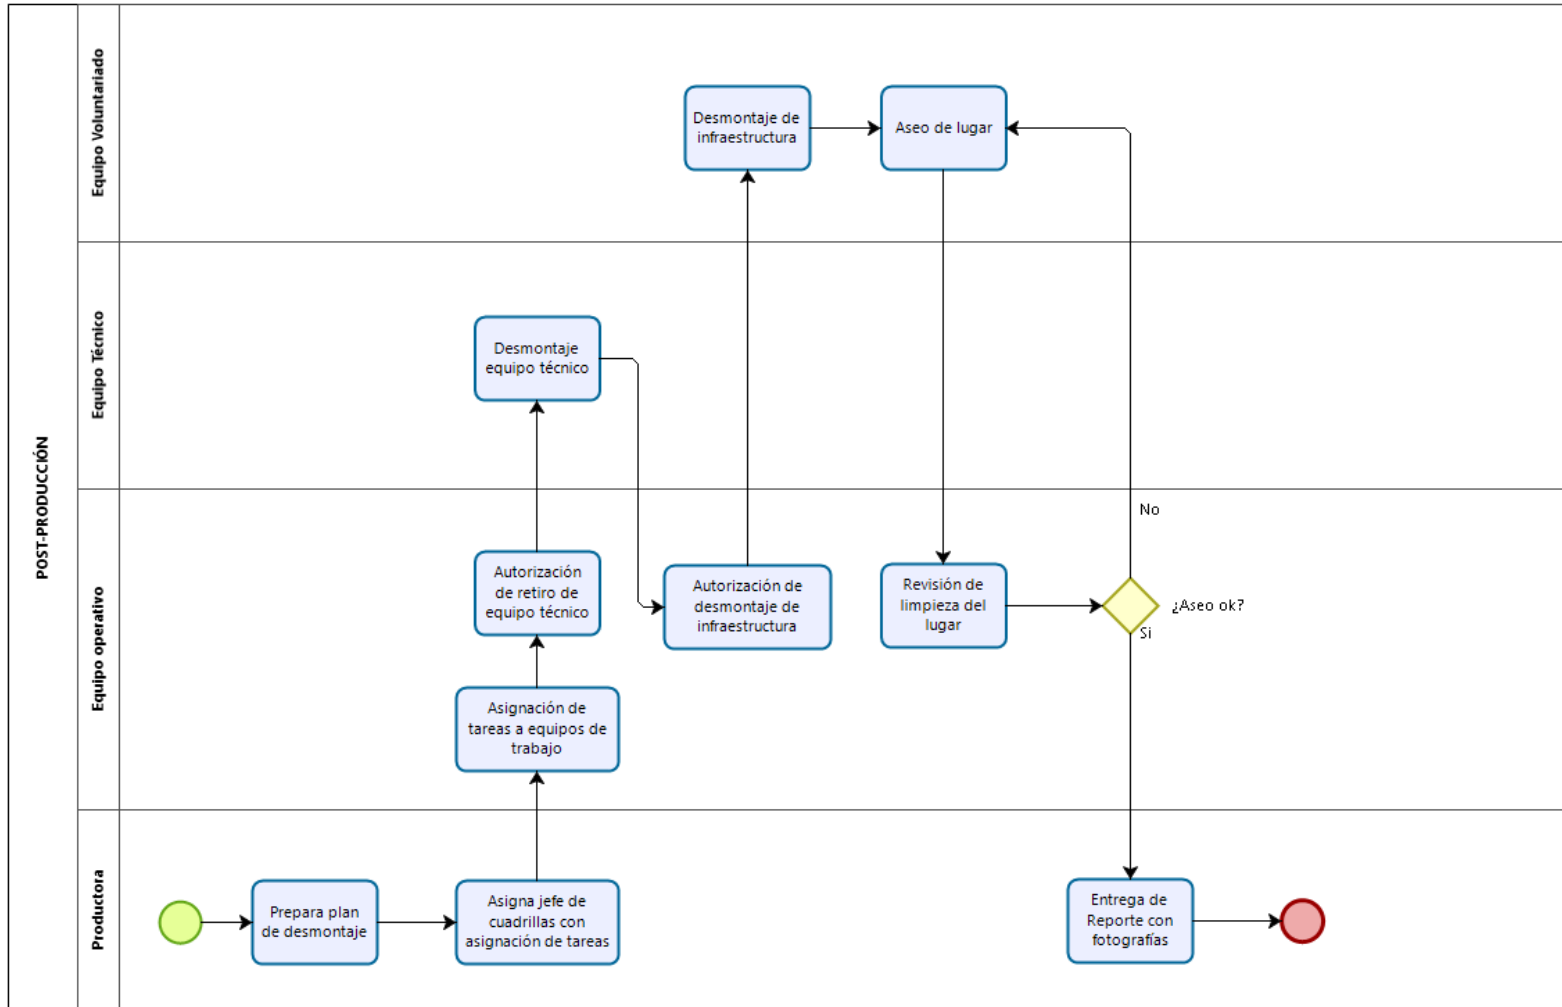 POST-PRODUCCIÓN
Equipo Voluntariado
Desmontaje de
infraestructura
Aseo de lugar
Equipo Técnico
Desmontaje
equipo técnico
Equipo operativo
Autorización
de retiro de
equipo técnico
Autorización de
desmontaje de
infraestructura
Revisión de
limpieza del
lugar
No
¿Aseo ok?
Si
Asignación de
tareas a equipos de
trabajo
Productora
Prepara plan
de desmontaje
Asigna jefe de
cuadrillas con
asignación de tareas
Entrega de
Reporte con
fotografías